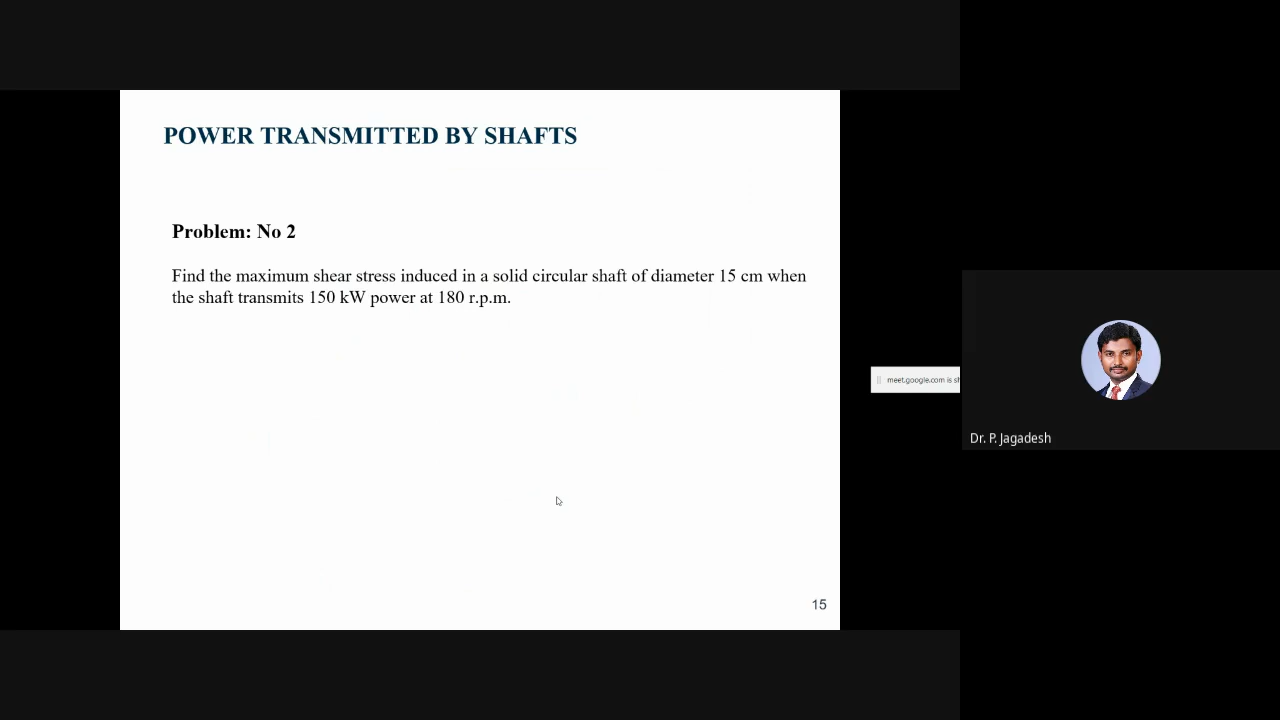 POWER TRANSMITTED BY SHAFTS
Problem: No 2
Find the maximum shear stress induced in a solid circular shaft of diameter 15 cm when
the shaft transmits 150 kW power at 180 r.p.m.
meet.google.com is sh
Dr. P. Jagadesh
15